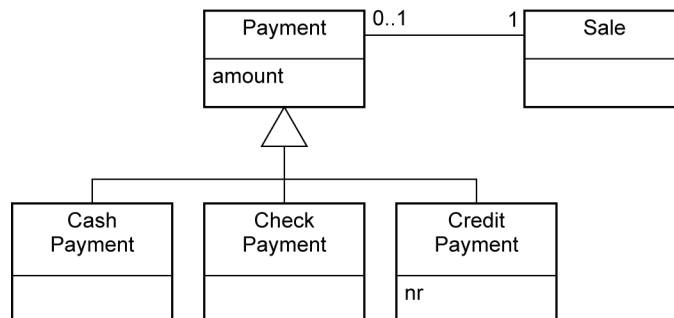 Payment
0..1
1
Sale
amount
Cash
Payment
Check
Payment
Credit
Payment
nr